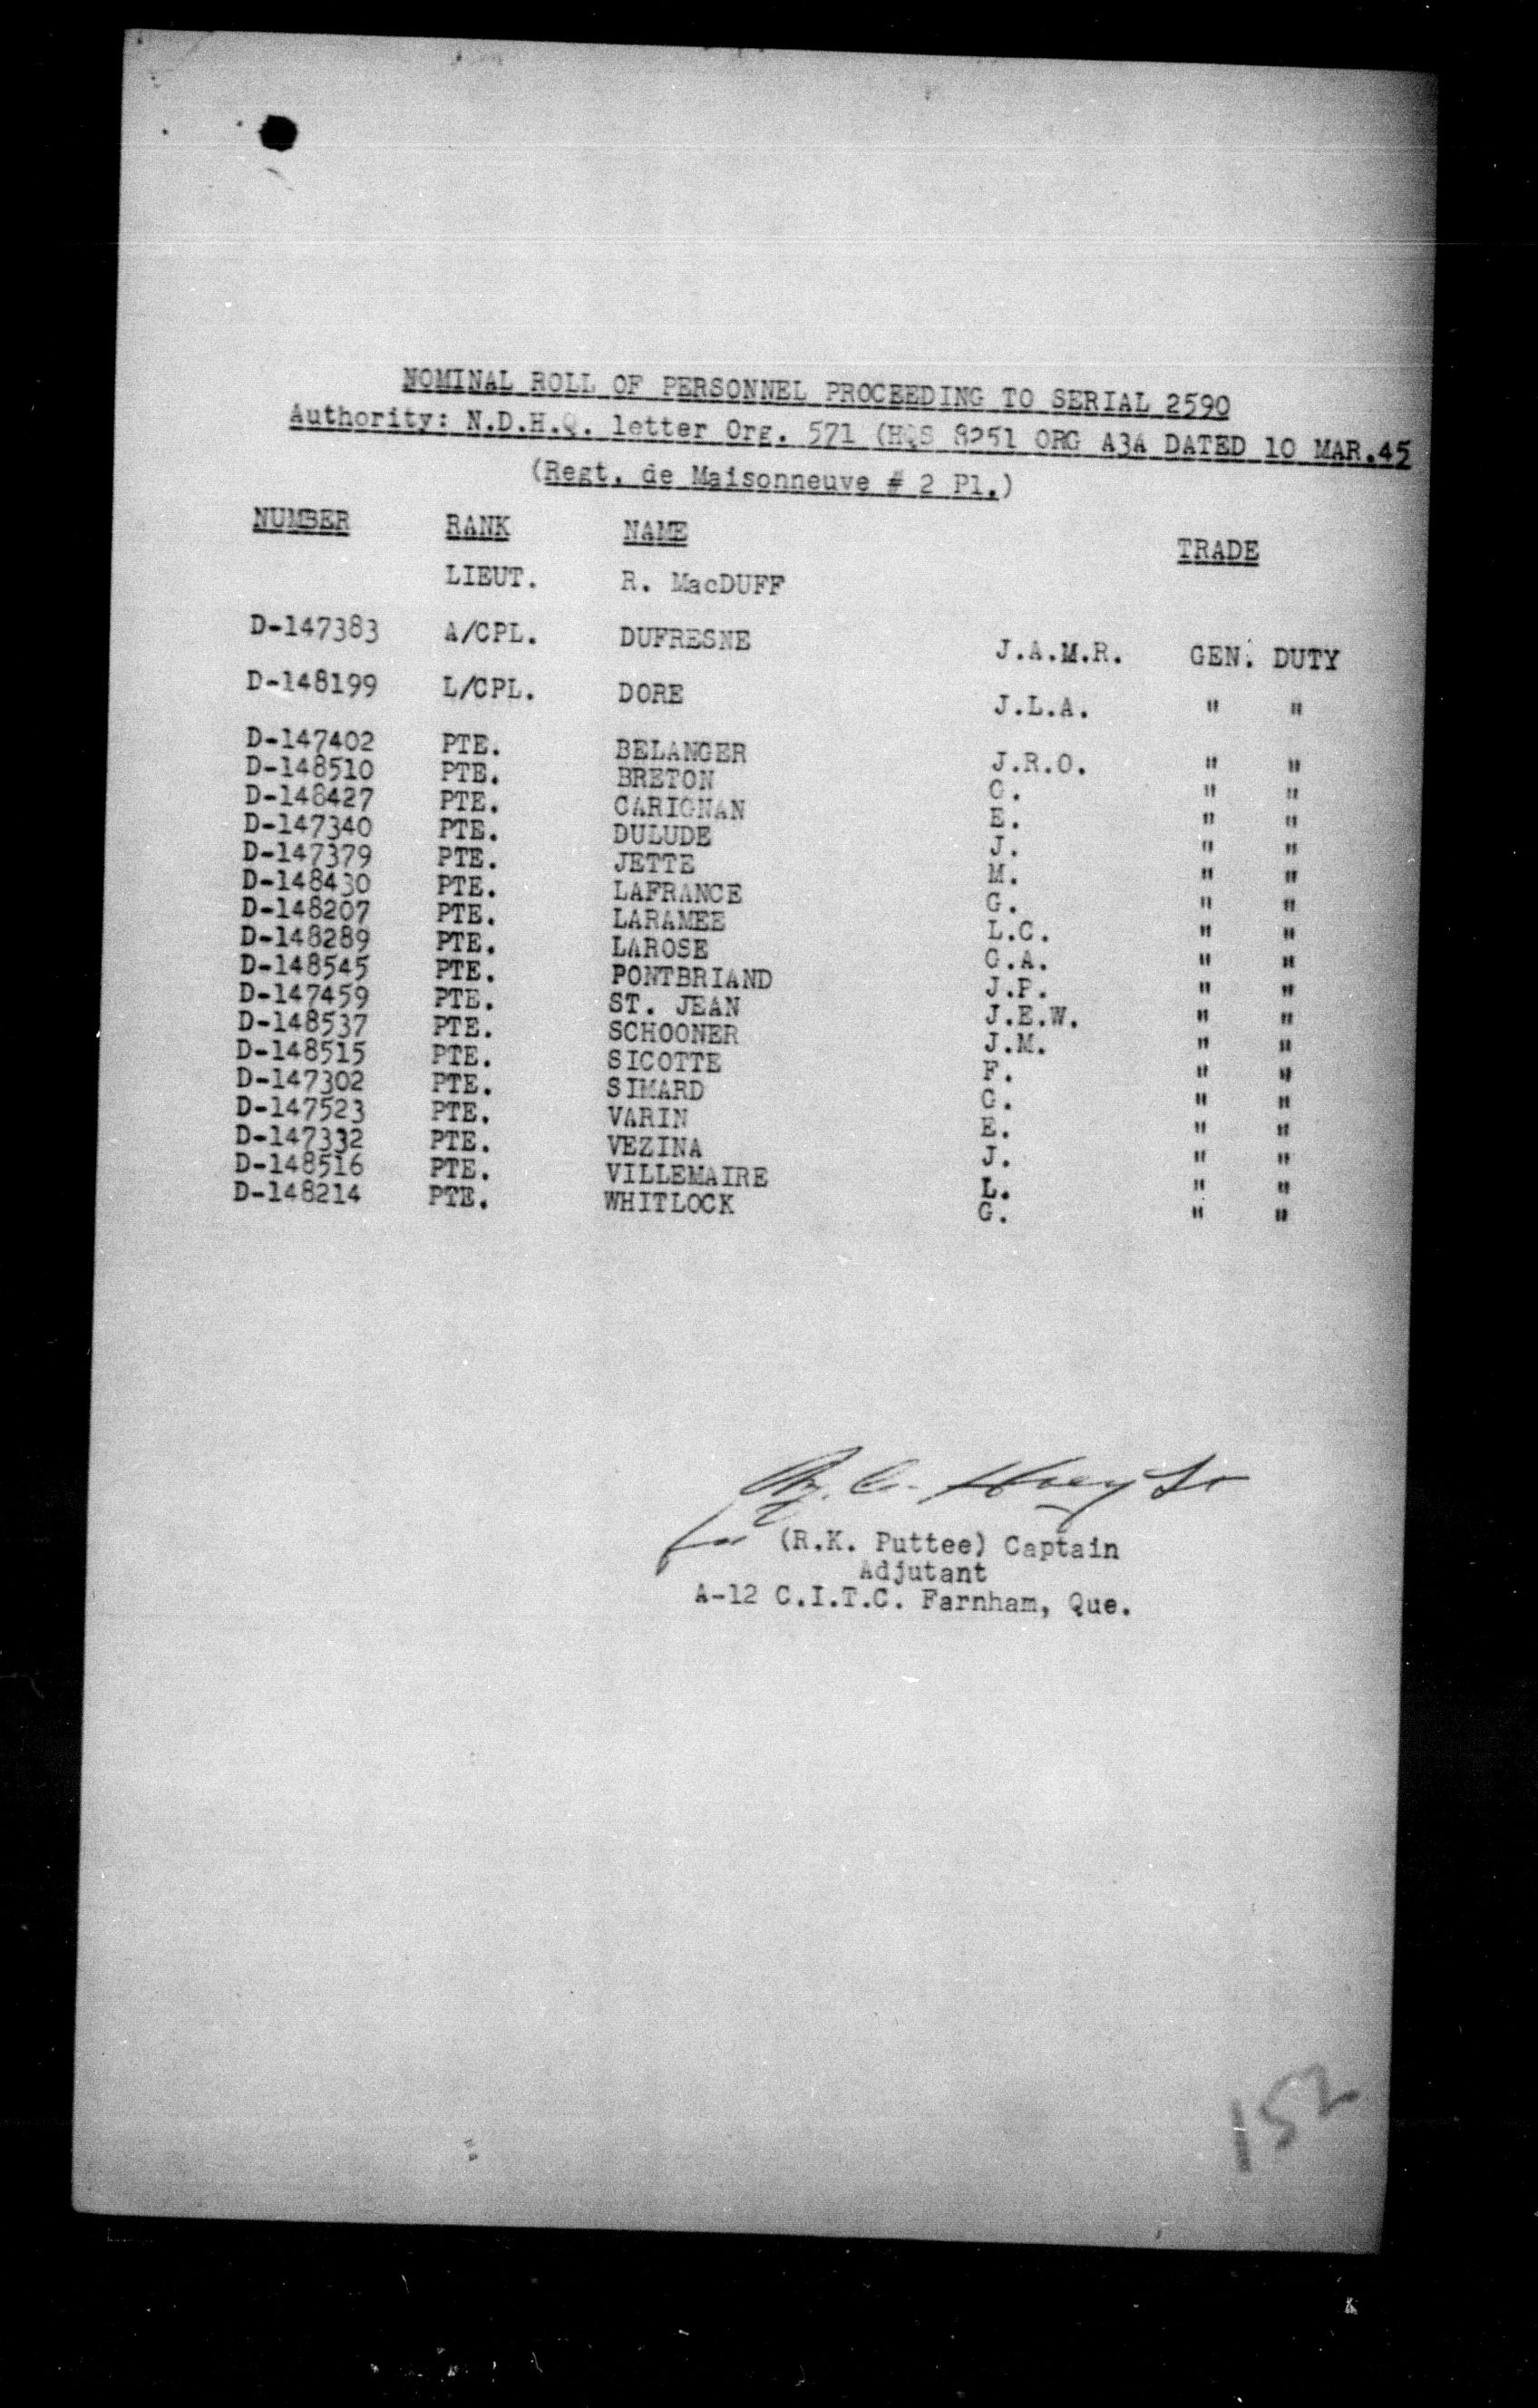 NOMINAL ROLL OF PERSONNEL PROCEEDING TO SERIAL 2590
Authority: N.D.H.Q. letter Org. 571 (HQS 8251 ORG A3A DATED 10 MAR.45
(Regt. de Maisonneuve # 2 Pl.)
NUMBER RANK NAME TRADE
LIEUT. R. MacDUFF
D-147383 A/CPL. DUFRESNE J.A.M.R. GEN. DUTY
D-148199 L/CPL. DORE J.L.A. " "
D-147402 PTE. BELANGER J.R.O. " "
D-148510 PTE. BRETON C. " "
D-148427 PTE. CARIGNAN E. " "
D-147340 PTE. DULUDE J. " "
D-147379 PTE. JETTE M. " "
D-148430 PTE. LAFRANCE G. " "
D-148207 PTE. LARAMEE L.C. " "
D-148289 PTE. LAROSE G.A. " "
D-148545 PTE. PONTBRIAND J.P. " "
D-147459 PTE. ST. JEAN J.E.W. " "
D-148537 PTE. SCHOONER J.M. " "
D-148515 PTE. SICOTTE F. " "
D-147302 PTE. SIMARD G. " "
D-147523 PTE. VARIN E. " "
D-147332 PTE. VEZINA J. " "
D-148516 PTE. VILLEMAIRE L. " "
D-148214 PTE. WHITLOCK G. " "
for (R.K. Puttee) Captain
Adjutant
A-12 C.I.T.C. Farnham, Que.
152